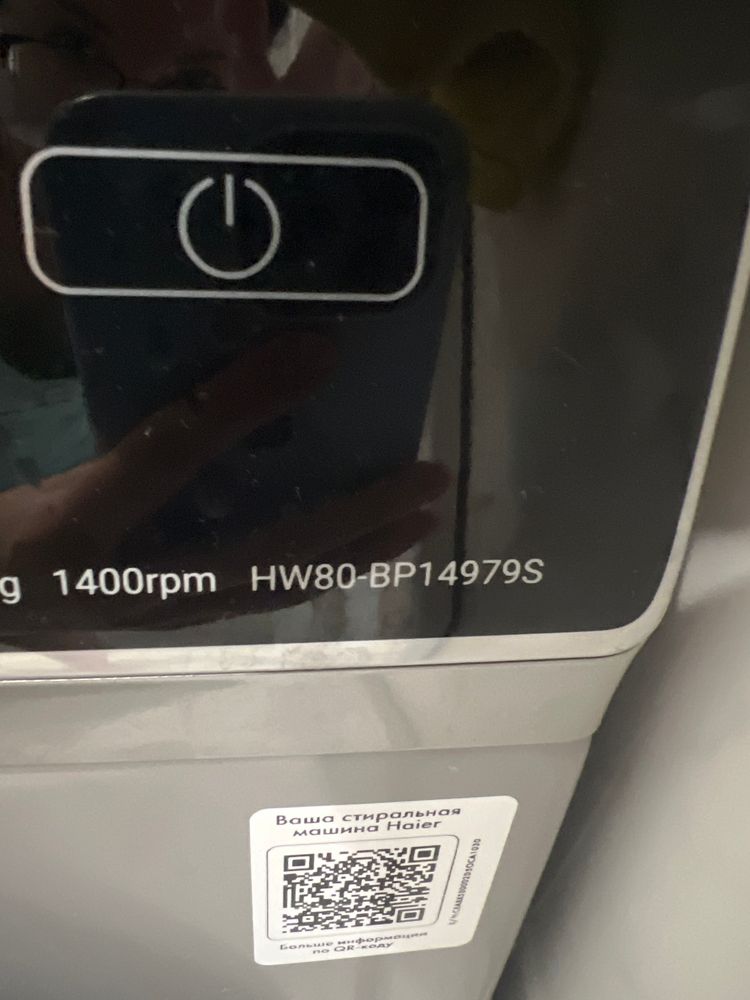 g 1400rpm HW80-BP14979S
Ваша стиральная
машина Haier
Больше информации
по QR-коду